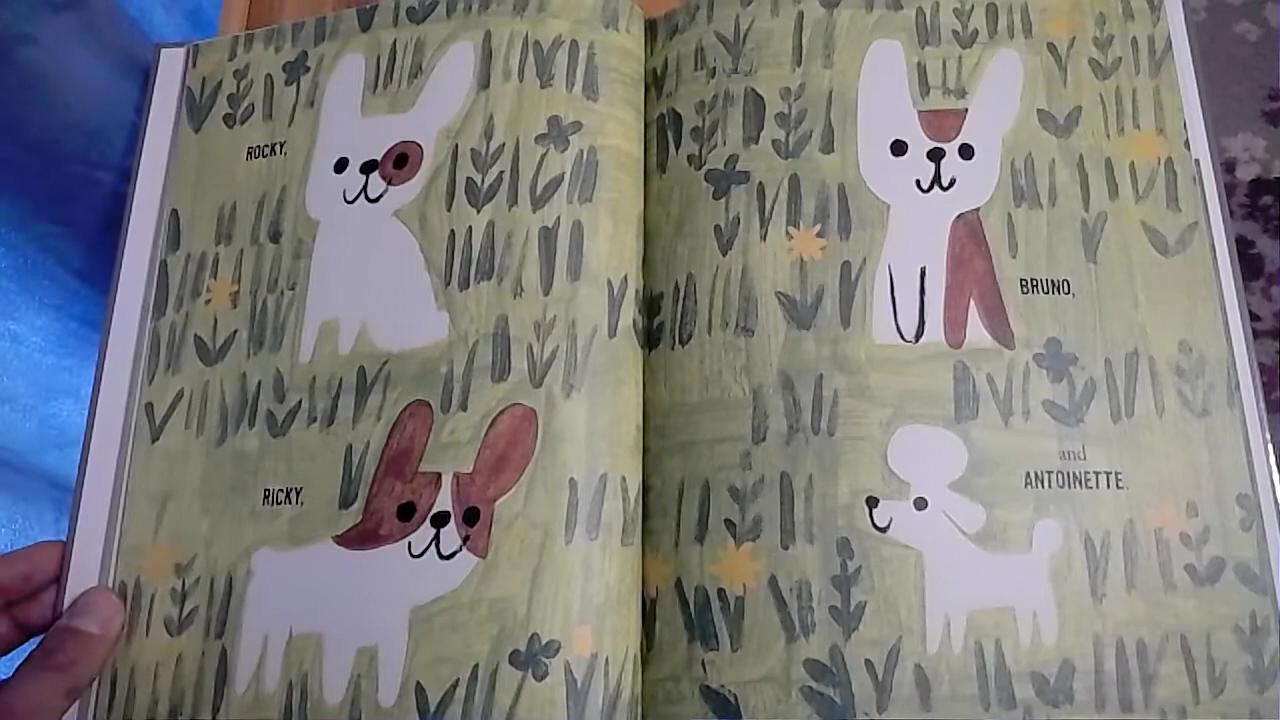 ROCKY,
RICKY,
BRUNO,
and
ANTOINETTE.